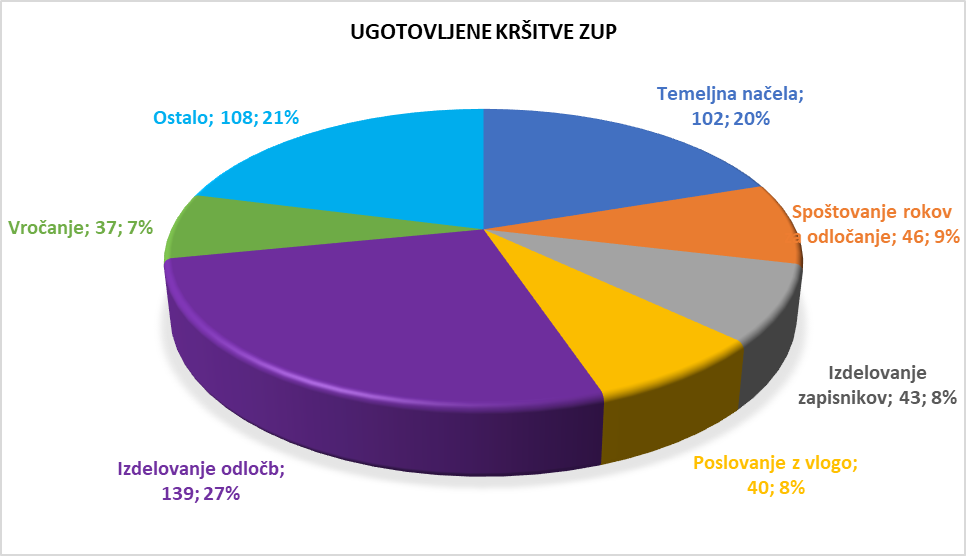 UGOTOVLJENE KRŠITVE ZUP
Temeljna načela;
102; 20%
Ostalo; 108; 21%
Spoštovanje rokov
odločanje; 46; 9%
Vročanje; 37; 7%
Izdelovanje
zapisnikov; 43; 8%
Poslovanje z vlogo;
40; 8%
Izdelovanje odločb;
139; 27%